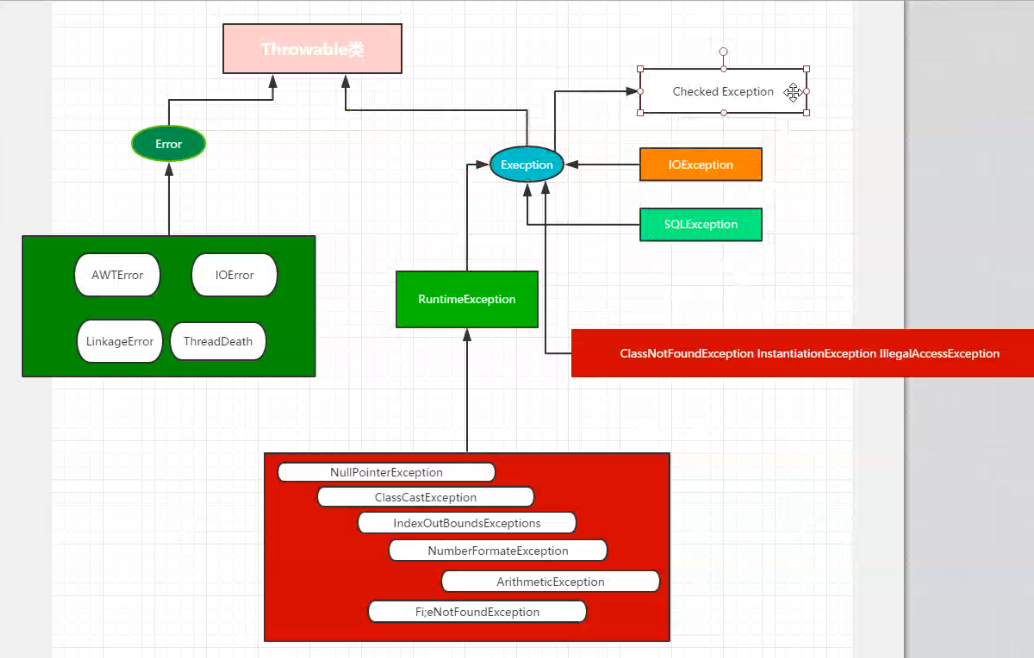 Throwable类
Checked Exception
Error
Execption
IOException
SQLException
AWTError
IOError
LinkageError
ThreadDeath
RuntimeException
ClassNotFoundException InstantiationException IllegalAccessException
NullPointerException
ClassCastException
IndexOutBoundsExceptions
NumberFormateException
ArithmeticException
Fi;eNotFoundException